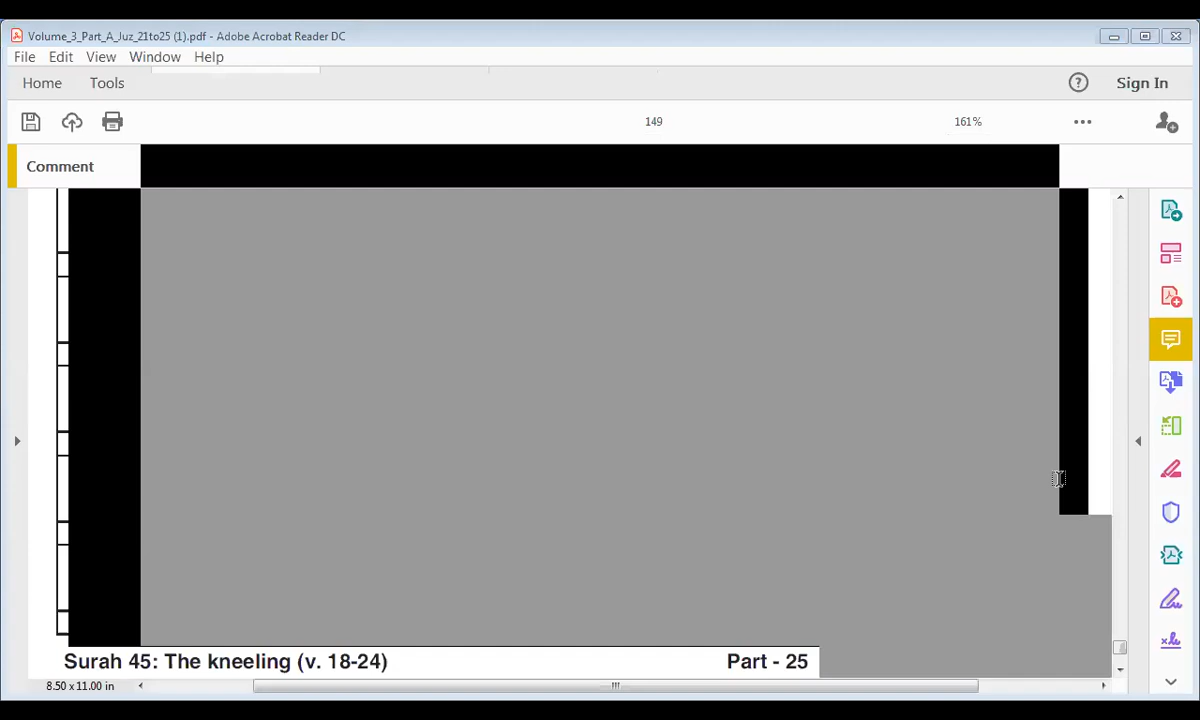 Volume_3_Part_A_Juz_21to25 (1).pdf - Adobe Acrobat Reader DC
File Edit View Window Help
Home Tools Sign In
149 161%
Comment
Surah 45: The kneeling (v. 18-24) Part - 25
8.50 x 11.00 in